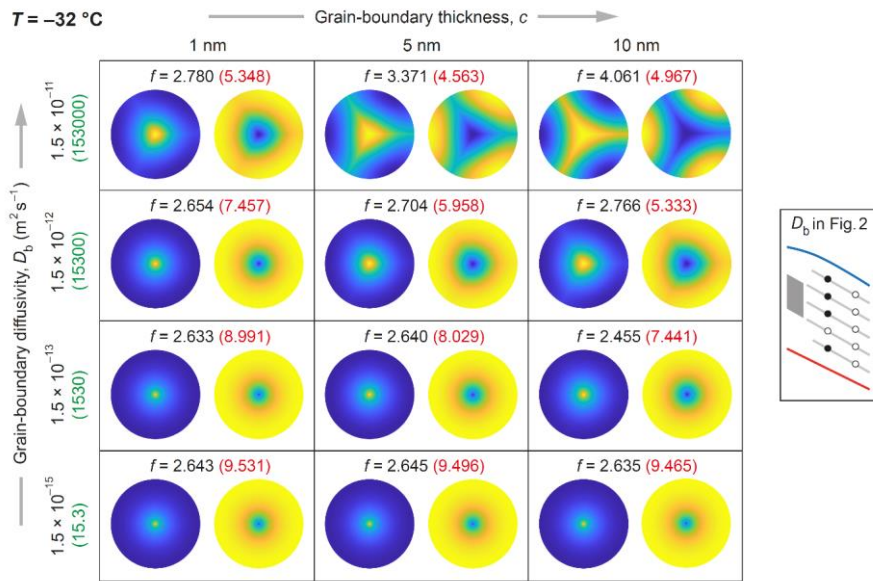 T = –32 °C
Grain-boundary thickness, c
1 nm
5 nm
10 nm
Grain-boundary diffusivity, Db (m² s⁻¹)
1.5 × 10⁻¹¹
(153000)
f = 2.780 (5.348)
f = 3.371 (4.563)
f = 4.061 (4.967)
1.5 × 10⁻¹²
(15300)
f = 2.654 (7.457)
f = 2.704 (5.958)
f = 2.766 (5.333)
Db in Fig. 2
1.5 × 10⁻¹³
(1530)
f = 2.633 (8.991)
f = 2.640 (8.029)
f = 2.455 (7.441)
1.5 × 10⁻¹⁵
(15.3)
f = 2.643 (9.531)
f = 2.645 (9.496)
f = 2.635 (9.465)